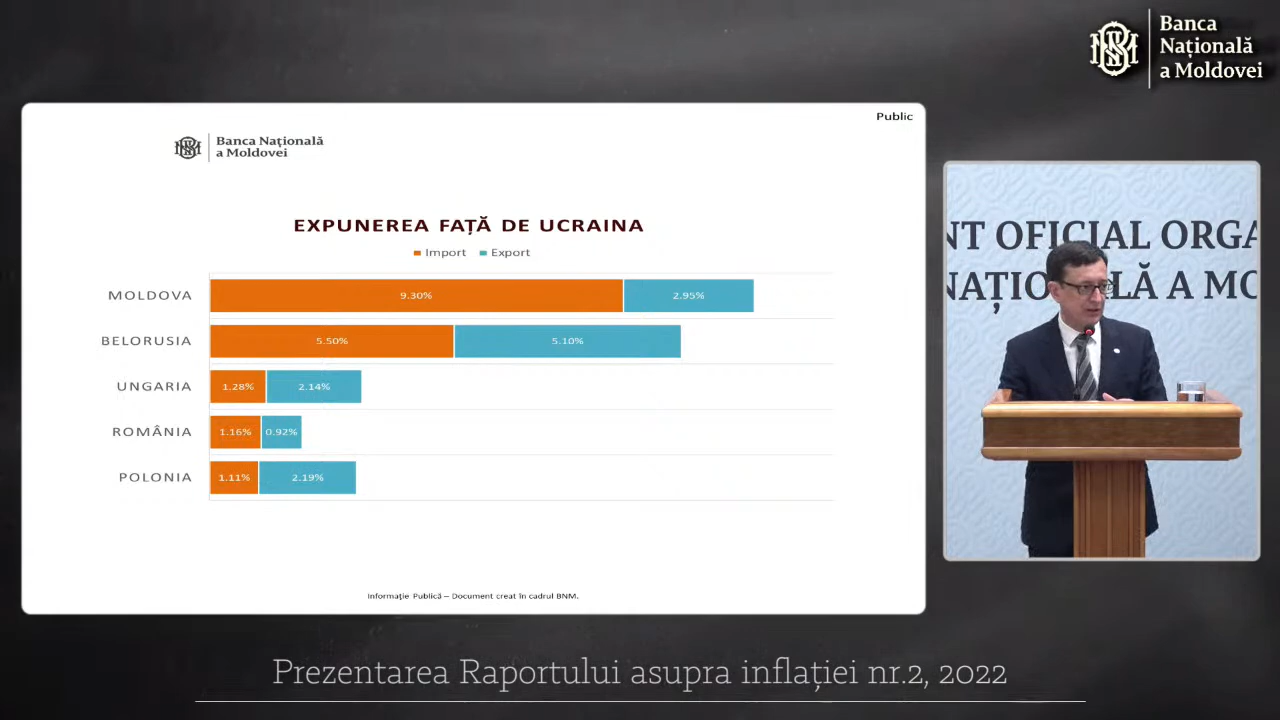 Banca
Națională
a Moldovei
Public
Banca Națională
a Moldovei
EXPUNEREA FAȚĂ DE UCRAINA
Import Export
MOLDOVA 9.30% 2.95%
BELORUSIA 5.50% 5.10%
UNGARIA 1.28% 2.14%
ROMÂNIA 1.16% 0.92%
POLONIA 1.11% 2.19%
Informație Publică – Document creat în cadrul BNM.
NT OFICIAL ORGA
NAȚIO LĂ A MO
Prezentarea Raportului asupra inflației nr.2, 2022